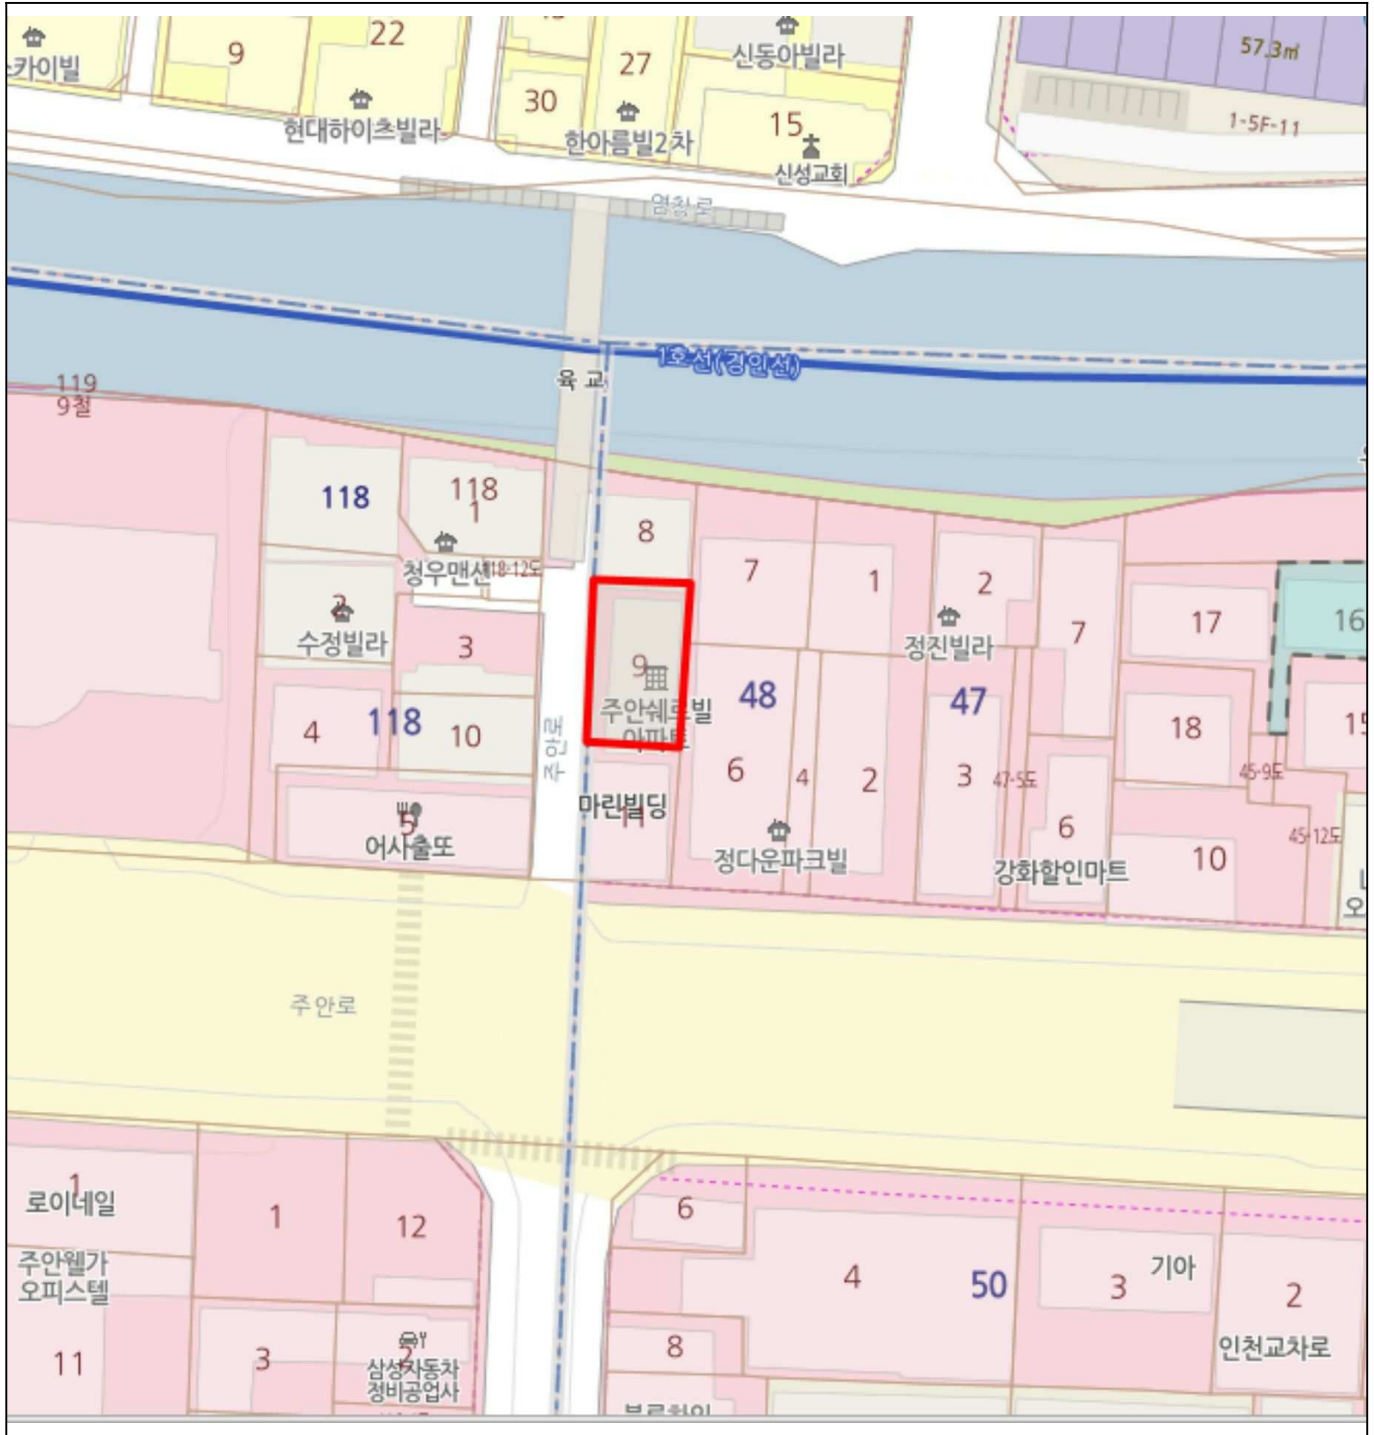 22
9
27
신동아빌라
57.3㎡
카이빌
30
15
1-5F-11
현대하이츠빌라
한아름빌2차
신성교회
염창로
1호선(경인선)
육교
119
9철
118
118
1
8
7
1
2
청우맨션
118-12도
17
16
2
수정빌라
3
9
정진빌라
7
주안쉐르빌
아파트
48
47
4
118
10
주안로
18
15
6
4
2
3
47-5도
45-9도
마린빌딩
11
5
어사출또
정다운파크빌
6
강화할인마트
10
45-12도
오
주안로
1
로이네일
1
12
6
주안웰가
오피스텔
4
50
3
기아
2
11
3
2
삼성자동차
정비공업사
8
인천교차로